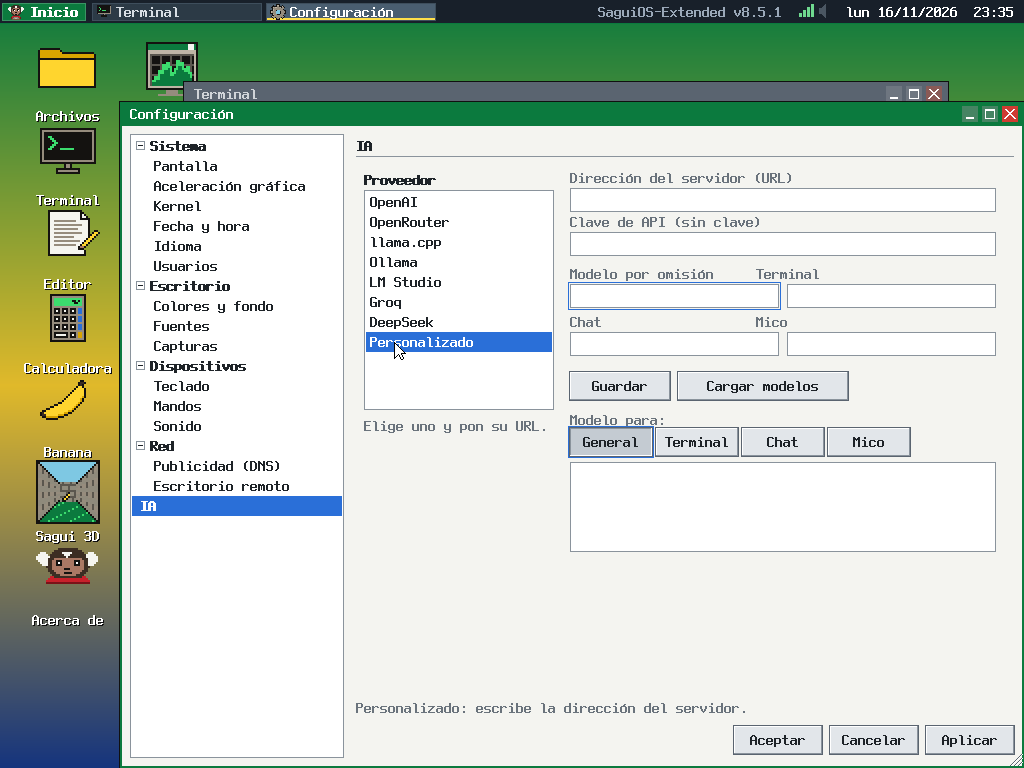 Inicio Terminal Configuración SaguiOS-Extended v8.5.1 lun 16/11/2026 23:35
Archivos
Terminal
Editor
Calculadora
Banana
Sagui 3D
Acerca de
Terminal
Configuración
Sistema
Pantalla
Aceleración gráfica
Kernel
Fecha y hora
Idioma
Usuarios
Escritorio
Colores y fondo
Fuentes
Capturas
Dispositivos
Teclado
Mandos
Sonido
Red
Publicidad (DNS)
Escritorio remoto
IA
IA
Proveedor
OpenAI
OpenRouter
llama.cpp
Ollama
LM Studio
Groq
DeepSeek
Personalizado
Elige uno y pon su URL.
Dirección del servidor (URL)
Clave de API (sin clave)
Modelo por omisión Terminal
Chat Mico
Guardar Cargar modelos
Modelo para:
General Terminal Chat Mico
Personalizado: escribe la dirección del servidor.
Aceptar Cancelar Aplicar